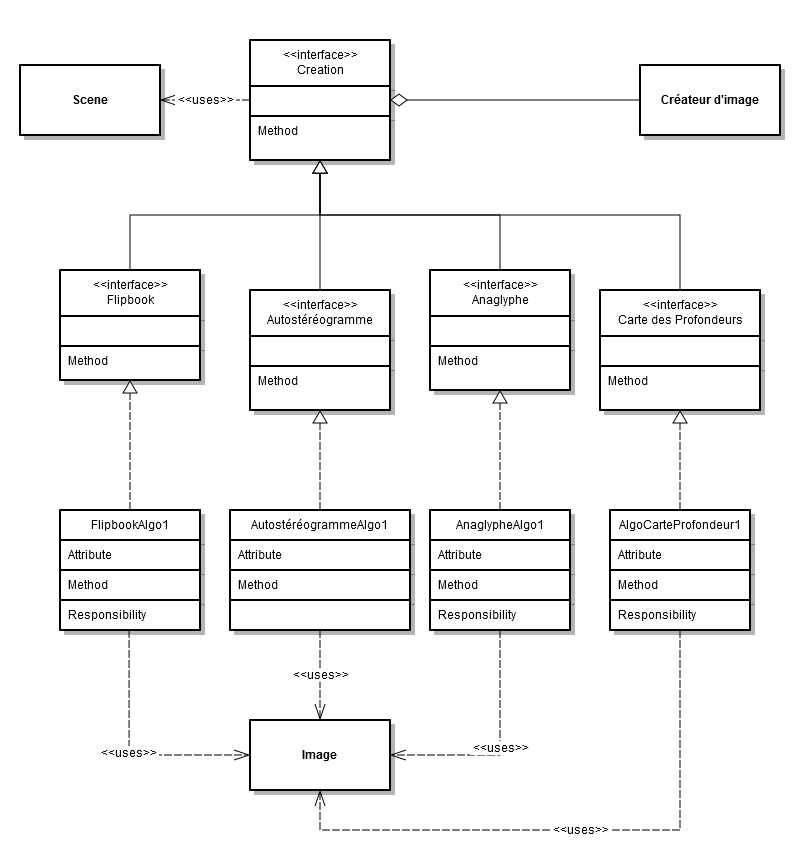 <<interface>>
Creation
Method
Scene
<<uses>>
Créateur d'image
<<interface>>
Flipbook
Method
<<interface>>
Autostéréogramme
Method
<<interface>>
Anaglyphe
Method
<<interface>>
Carte des Profondeurs
Method
FlipbookAlgo1
Attribute
Method
Responsibility
AutostéréogrammeAlgo1
Attribute
Method
AnaglypheAlgo1
Attribute
Method
Responsibility
AlgoCarteProfondeur1
Attribute
Method
Responsibility
<<uses>>
<<uses>>
<<uses>>
Image
<<uses>>